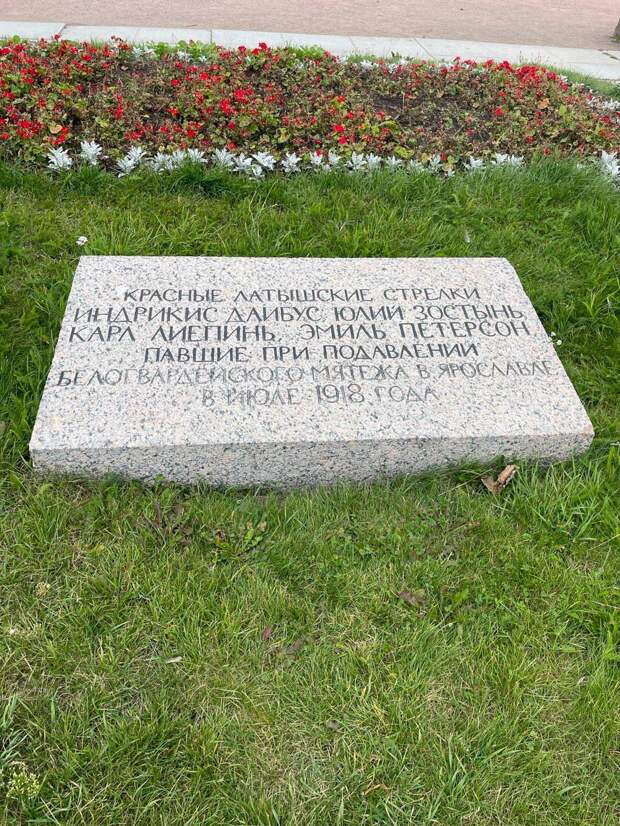 КРАСНЫЕ ЛАТЫШСКИЕ СТРЕЛКИ
ИНДРИКИС ДАЙБУС, ЮЛИЙ ЗОСТЫНЬ,
КАРЛ ЛИЕПИНЬ, ЭМИЛЬ ПЕТЕРСОН
ПАВШИЕ ПРИ ПОДАВЛЕНИИ
БЕЛОГВАРДЕЙСКОГО МЯТЕЖА В ЯРОСЛАВЛЕ
В ИЮЛЕ 1918 ГОДА